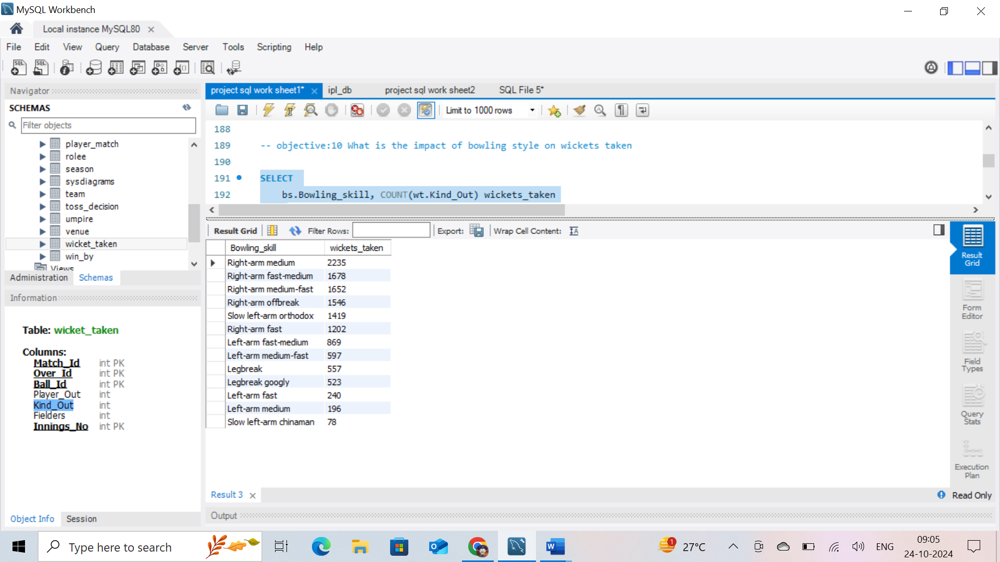 MySQL Workbench
Local instance MySQL80
File Edit View Query Database Server Tools Scripting Help
Navigator
SCHEMAS
Filter objects
player_match
rolee
season
sysdiagrams
team
toss_decision
umpire
venue
wicket_taken
win_by
Views
Administration Schemas
Information
Table: wicket_taken
Columns:
Match_Id int PK
Over_Id int PK
Ball_Id int PK
Player_Out int
Kind_Out int
Fielders int
Innings_No int PK
Object Info Session
project sql work sheet1* ipl_db project sql work sheet2 SQL File 5*
Limit to 1000 rows
188
189 -- objective:10 What is the impact of bowling style on wickets taken
190
191 SELECT
192 bs.Bowling_skill, COUNT(wt.Kind_Out) wickets_taken
Result Grid Filter Rows: Export: Wrap Cell Content:
Bowling_skill wickets_taken
Right-arm medium 2235
Right-arm fast-medium 1678
Right-arm medium-fast 1652
Right-arm offbreak 1546
Slow left-arm orthodox 1419
Right-arm fast 1202
Left-arm fast-medium 869
Left-arm medium-fast 597
Legbreak 557
Legbreak googly 523
Left-arm fast 240
Left-arm medium 196
Slow left-arm chinaman 78
Result
Grid
Form
Editor
Field
Types
Query
Stats
Execution
Plan
Result 3
Read Only
Output
Type here to search
1
27°C
ENG
09:05
24-10-2024